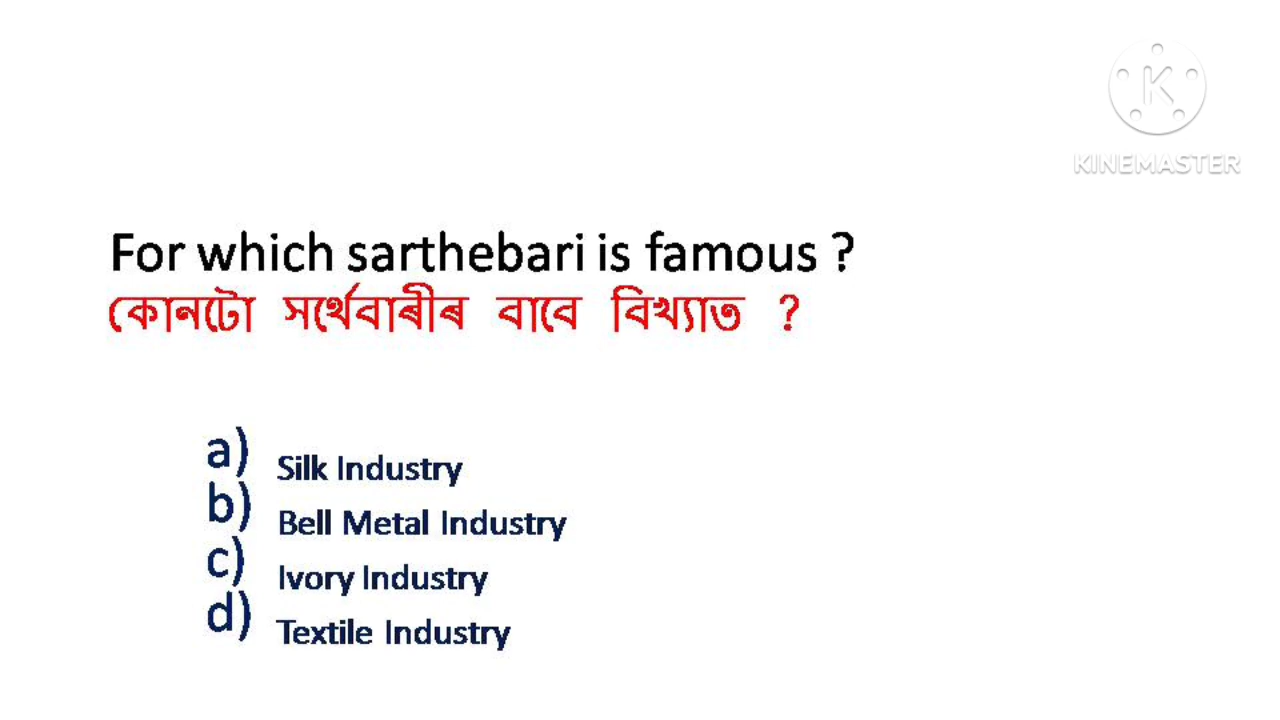 KINEMASTER
For which sarthebari is famous ?
কোনটো সৰ্থেবাৰীৰ বাবে বিখ্যাত ?
a) Silk Industry
b) Bell Metal Industry
c) Ivory Industry
d) Textile Industry